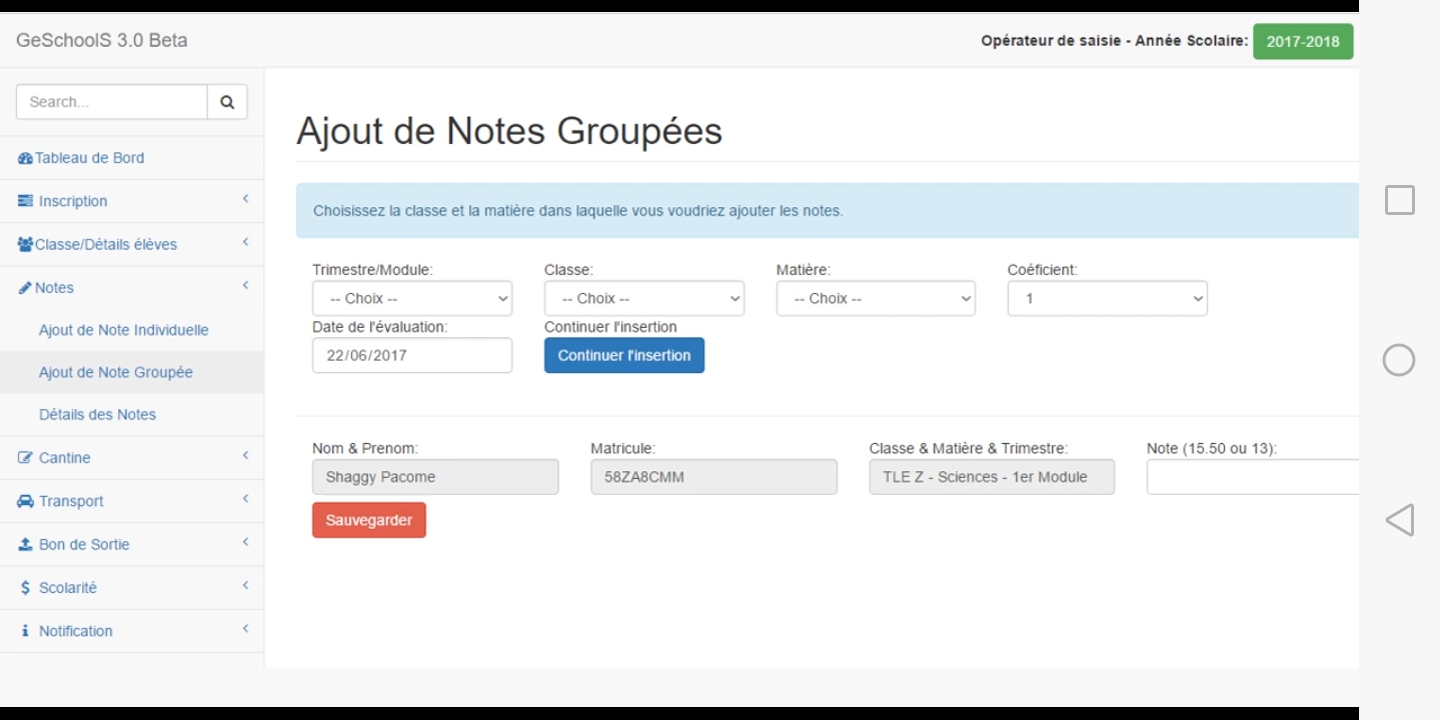 GeSchoolS 3.0 Beta
Opérateur de saisie - Année Scolaire: 2017-2018
Search...
Tableau de Bord
Inscription
Classe/Détails élèves
Notes
Ajout de Note Individuelle
Ajout de Note Groupée
Détails des Notes
Cantine
Transport
Bon de Sortie
Scolarité
Notification
Ajout de Notes Groupées
Choisissez la classe et la matière dans laquelle vous voudriez ajouter les notes.
Trimestre/Module: Classe: Matière: Coéficient:
-- Choix -- -- Choix -- -- Choix -- 1
Date de l'évaluation: Continuer l'insertion
22/06/2017 Continuer l'insertion
Nom & Prenom: Matricule: Classe & Matière & Trimestre: Note (15.50 ou 13):
Shaggy Pacome 58ZA8CMM TLE Z - Sciences - 1er Module
Sauvegarder